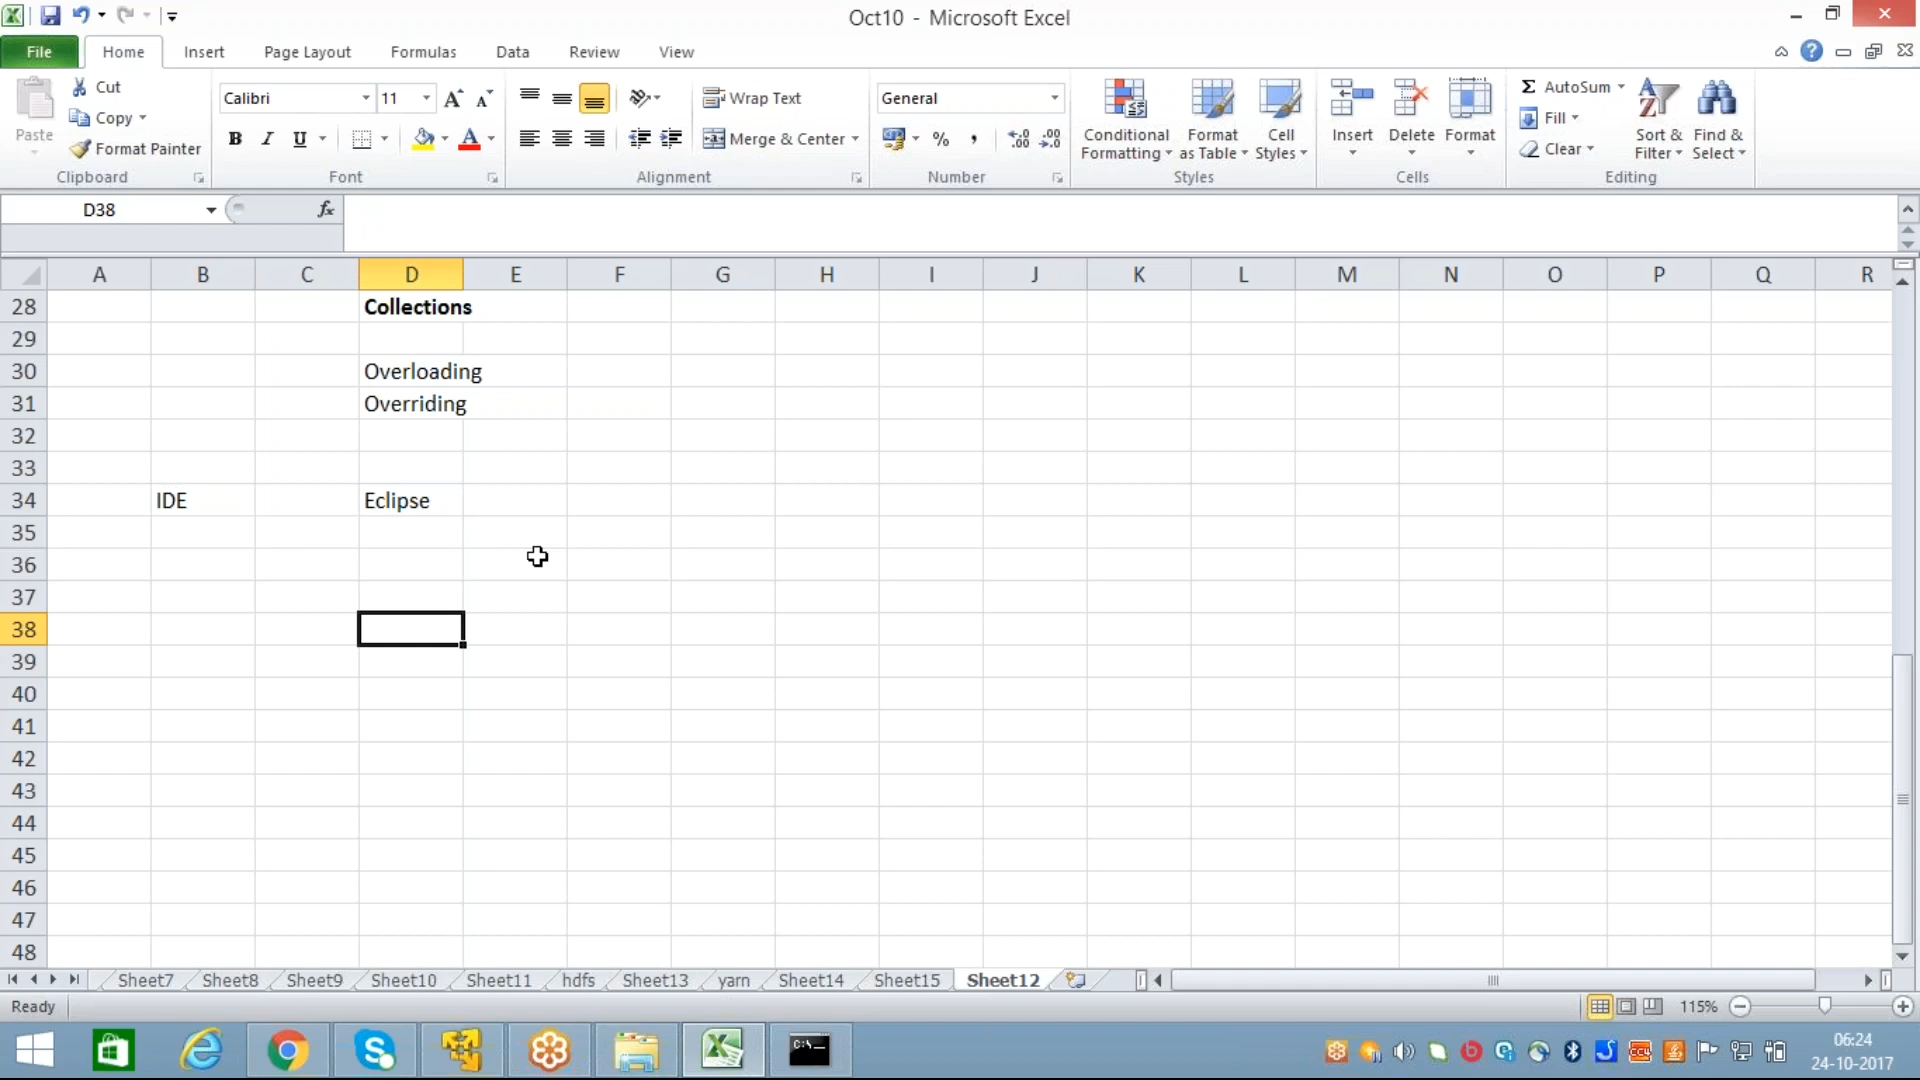 Oct10 - Microsoft Excel
File Home Insert Page Layout Formulas Data Review View
Paste
Cut
Copy
Format Painter
Clipboard
Calibri 11
B I U
Font
Wrap Text
Merge & Center
Alignment
General
% ,
Number
Conditional Formatting
Format as Table
Cell Styles
Styles
Insert Delete Format
Cells
AutoSum
Fill
Clear
Sort & Filter
Find & Select
Editing
D38 fx
A B C D E F G H I J K L M N O P Q R
28 Collections
29
30 Overloading
31 Overriding
32
33
34 IDE Eclipse
35
36
37
38
39
40
41
42
43
44
45
46
47
48
Sheet7 Sheet8 Sheet9 Sheet10 Sheet11 hdfs Sheet13 yarn Sheet14 Sheet15 Sheet12
Ready 115%
06:24
24-10-2017